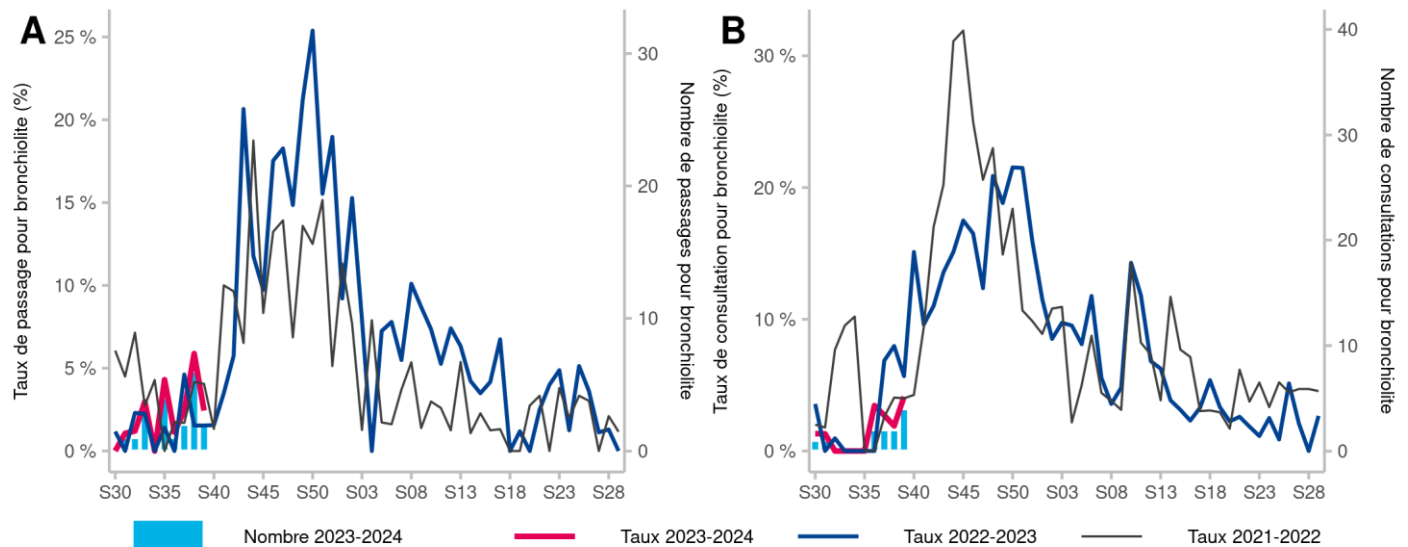 A
Taux de passage pour bronchiolite (%)
25 %
20 %
15 %
10 %
5 %
0 %
30
20
10
0
Nombre de passages pour bronchiolite
S30 S35 S40 S45 S50 S03 S08 S13 S18 S23 S28
B
Taux de consultation pour bronchiolite (%)
30 %
20 %
10 %
0 %
40
30
20
10
0
Nombre de consultations pour bronchiolite
S30 S35 S40 S45 S50 S03 S08 S13 S18 S23 S28
Nombre 2023-2024 Taux 2023-2024 Taux 2022-2023 Taux 2021-2022